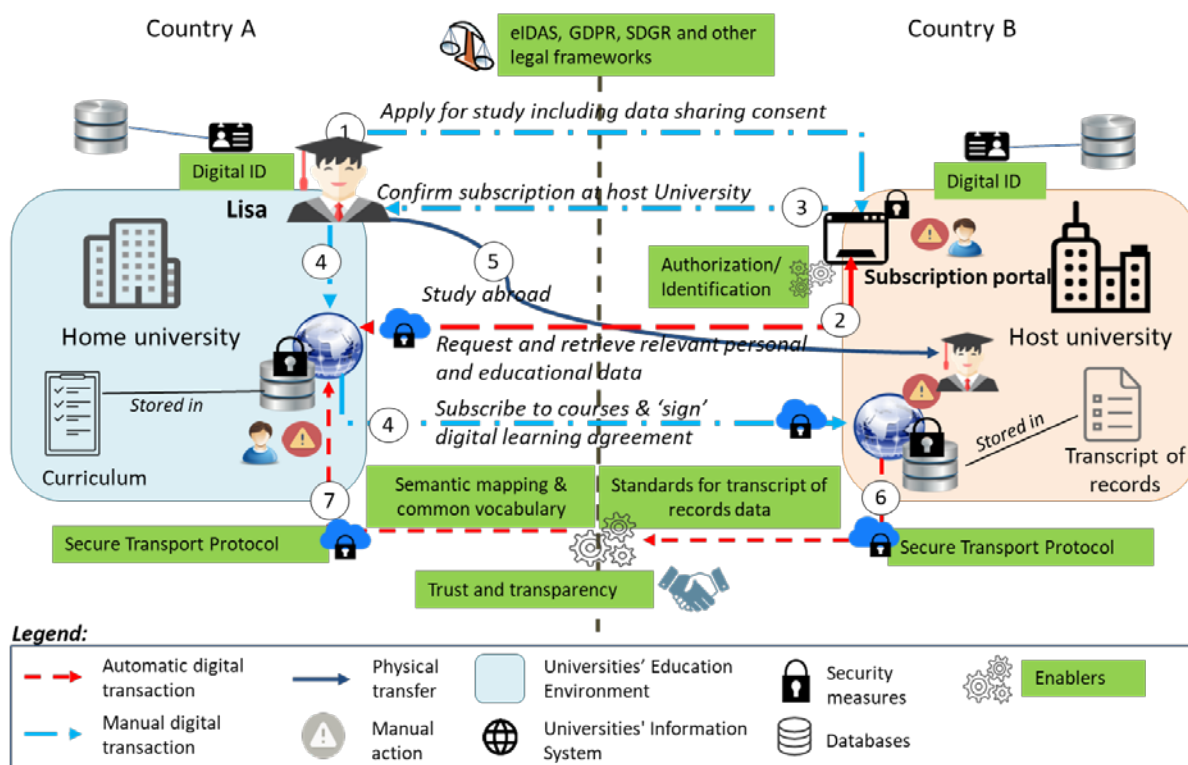 Country A
eIDAS, GDPR, SDGR and other
legal frameworks
Country B
1
Apply for study including data sharing consent
Digital ID
Digital ID
Lisa
Confirm subscription at host University
3
4
5
Authorization/
Identification
Subscription portal
Study abroad
2
Home university
Host university
Request and retrieve relevant personal
and educational data
Stored in
4
Subscribe to courses & ‘sign’
digital learning agreement
Stored in
Curriculum
Transcript of
records
7
Semantic mapping &
common vocabulary
Standards for transcript of
records data
6
Secure Transport Protocol
Secure Transport Protocol
Trust and transparency
Legend:
Automatic digital
transaction
Physical
transfer
Universities’ Education
Environment
Security
measures
Enablers
Manual digital
transaction
Manual
action
Universities' Information
System
Databases